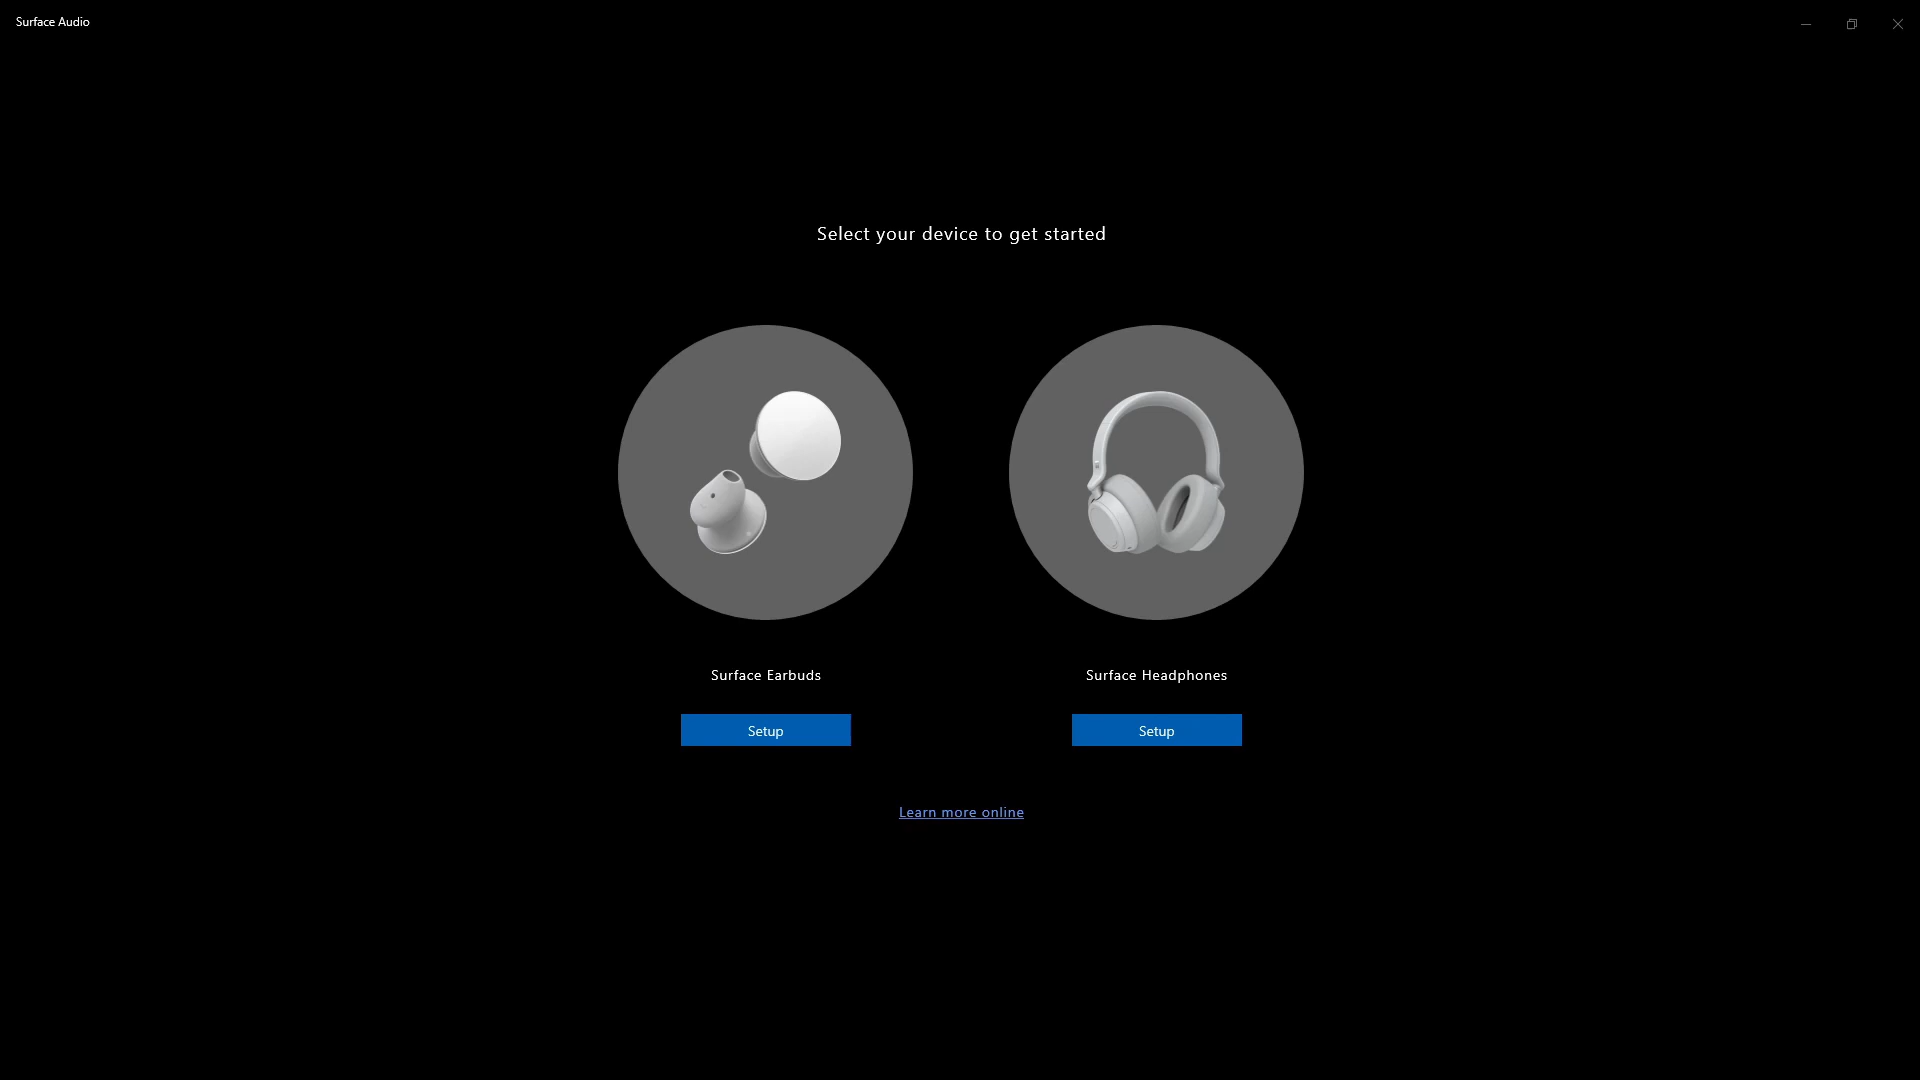 Surface Audio
Select your device to get started
Surface Earbuds
Surface Headphones
Setup
Setup
Learn more online